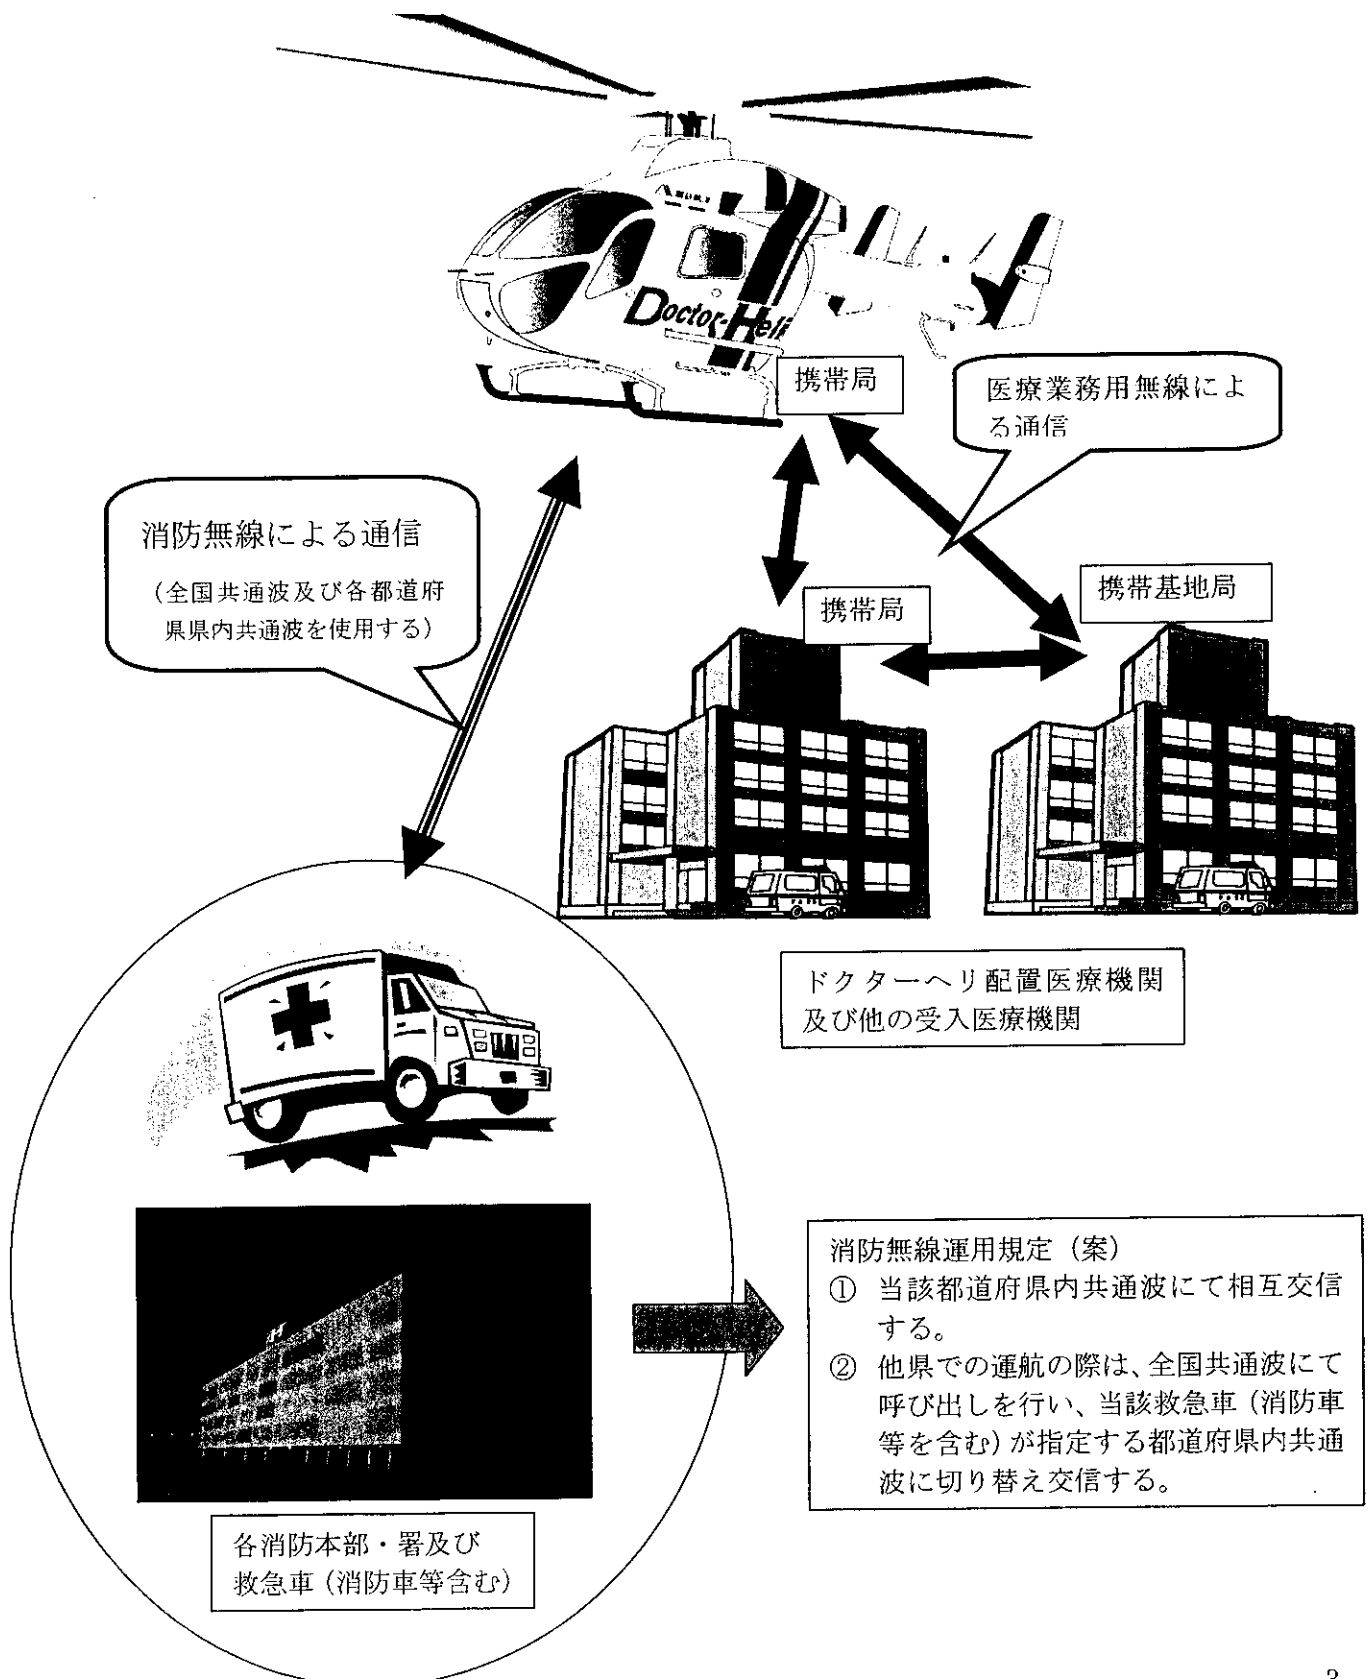 Doctor-Heli
携帯局
医療業務用無線によ
る通信
消防無線による通信
（全国共通波及び各都道府
県県内共通波を使用する）
携帯局
携帯基地局
ドクターヘリ配置医療機関
及び他の受入医療機関
消防無線運用規定（案）
① 当該都道府県内共通波にて相互交信
する。
② 他県での運航の際は、全国共通波にて
呼び出しを行い、当該救急車（消防車
等を含む）が指定する都道府県内共通
波に切り替え交信する。
各消防本部・署及び
救急車（消防車等含む）
3